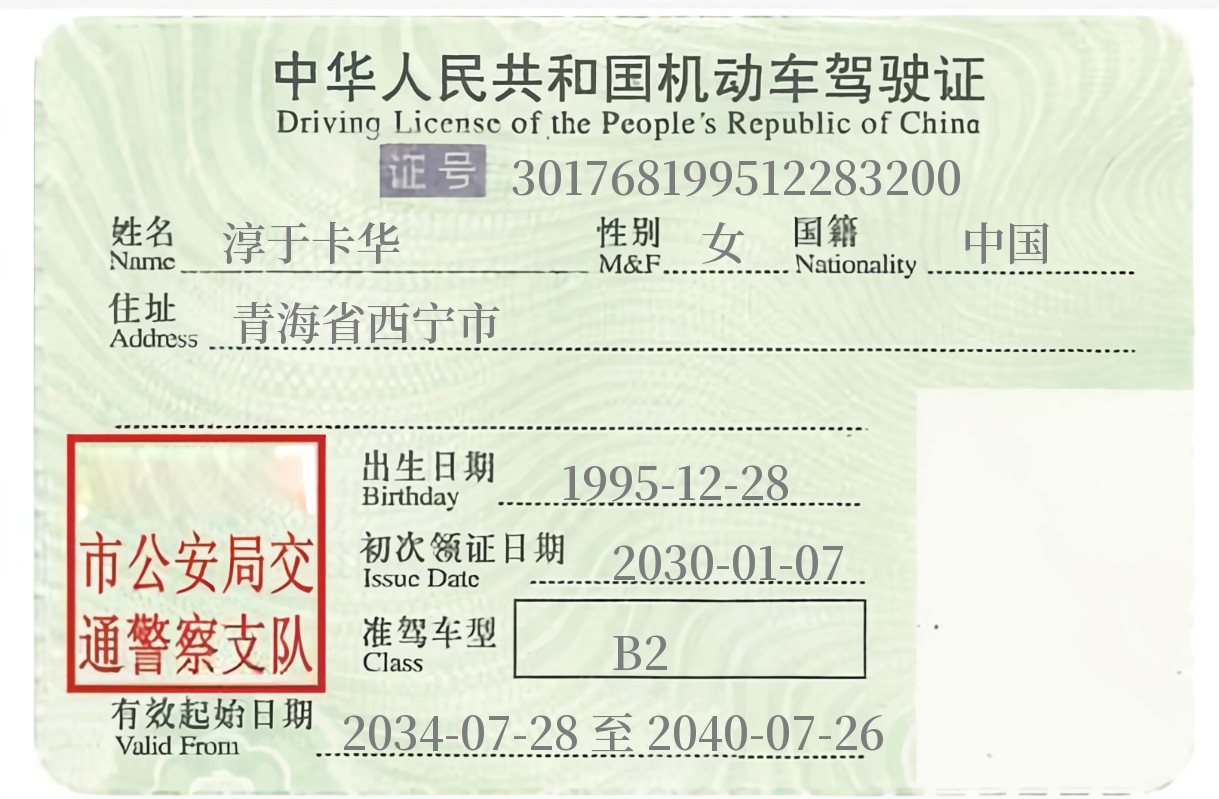 中华人民共和国机动车驾驶证
Driving License of the People's Republic of China
证号 301768199512283200
姓名 淳于卡华 性别 女 国籍 中国
Name M&F Nationality
住址 青海省西宁市
Address
出生日期 1995-12-28
Birthday
初次领证日期 2030-01-07
Issue Date
准驾车型 B2
Class
市公安局交
通警察支队
有效起始日期 2034-07-28 至 2040-07-26
Valid From